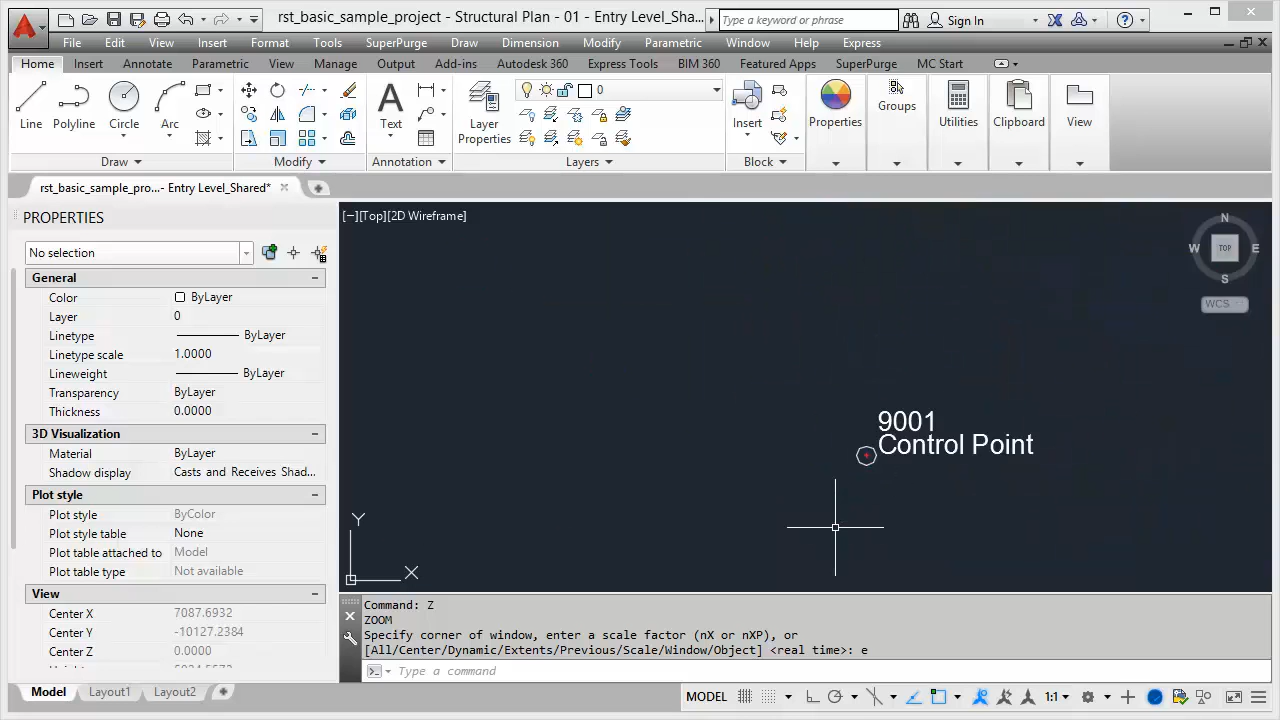 rst_basic_sample_project - Structural Plan - 01 - Entry Level_Sha...
Type a keyword or phrase
Sign In
File Edit View Insert Format Tools SuperPurge Draw Dimension Modify Parametric Window Help Express
Home Insert Annotate Parametric View Manage Output Add-ins Autodesk 360 Express Tools BIM 360 Featured Apps SuperPurge MC Start
0
Line Polyline Circle Arc Text Layer Properties Insert Properties Groups Utilities Clipboard View
Draw Modify Annotation Layers Block
rst_basic_sample_pro...- Entry Level_Shared*
PROPERTIES
[−][Top][2D Wireframe]
N
W TOP E
S
WCS
No selection
General
Color ByLayer
Layer 0
Linetype ByLayer
Linetype scale 1.0000
Lineweight ByLayer
Transparency ByLayer
Thickness 0.0000
3D Visualization
Material ByLayer
Shadow display Casts and Receives Shad...
Plot style
Plot style ByColor
Plot style table None
Plot table attached to Model
Plot table type Not available
View
Center X 7087.6932
Center Y -10127.2384
Center Z 0.0000
9001
Control Point
Y
X
Command: Z
ZOOM
Specify corner of window, enter a scale factor (nX or nXP), or
[All/Center/Dynamic/Extents/Previous/Scale/Window/Object] <real time>: e
Type a command
Model Layout1 Layout2
MODEL 1:1